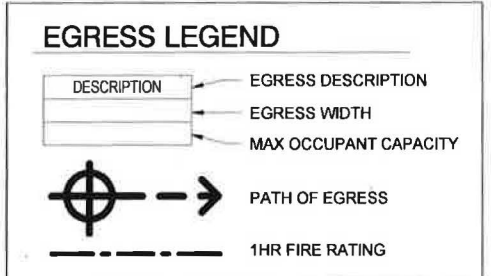 EGRESS LEGEND
DESCRIPTION
EGRESS DESCRIPTION
EGRESS WIDTH
MAX OCCUPANT CAPACITY
PATH OF EGRESS
1HR FIRE RATING